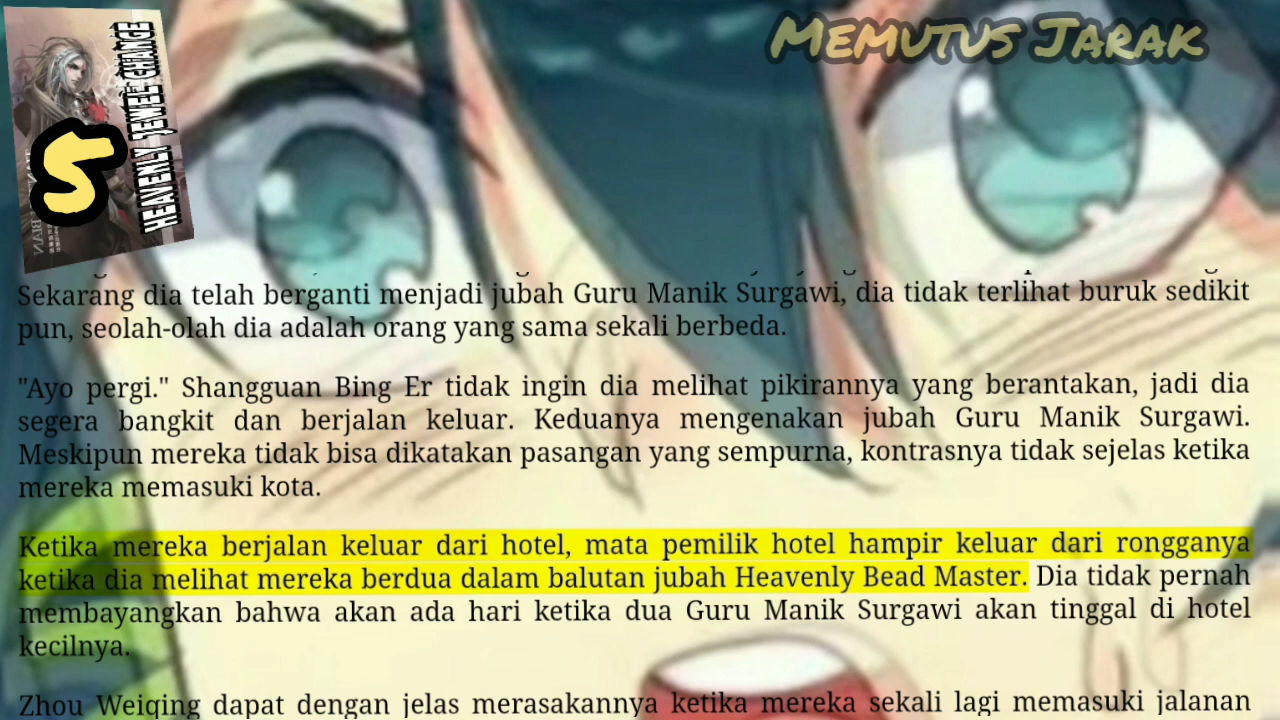 Memutus Jarak
HEAVENLY JEWEL CHANGE
5
Sekarang dia telah berganti menjadi jubah Guru Manik Surgawi, dia tidak terlihat buruk sedikit
pun, seolah-olah dia adalah orang yang sama sekali berbeda.
"Ayo pergi." Shangguan Bing Er tidak ingin dia melihat pikirannya yang berantakan, jadi dia
segera bangkit dan berjalan keluar. Keduanya mengenakan jubah Guru Manik Surgawi.
Meskipun mereka tidak bisa dikatakan pasangan yang sempurna, kontrasnya tidak sejelas ketika
mereka memasuki kota.
Ketika mereka berjalan keluar dari hotel, mata pemilik hotel hampir keluar dari rongganya
ketika dia melihat mereka berdua dalam balutan jubah Heavenly Bead Master. Dia tidak pernah
membayangkan bahwa akan ada hari ketika dua Guru Manik Surgawi akan tinggal di hotel
kecilnya.
Zhou Weiqing dapat dengan jelas merasakannya ketika mereka sekali lagi memasuki jalanan